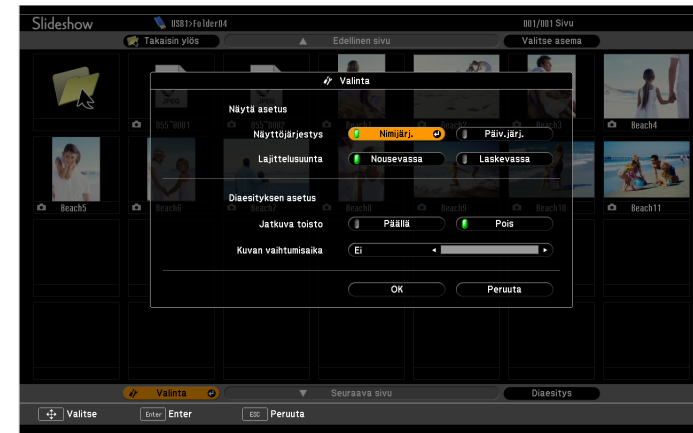 Slideshow
USB1>Folder04
001/001 Sivu
Takaisin ylös
Edellinen sivu
Valitse asema
Valinta
JPEG
Näytä asetus
Beach4
Näyttöjärjestys
Nimijärj.
Päiv.järj.
Lajittelusuunta
Nousevassa
Laskevassa
Diaesityksen asetus
Beach5
Beach6
Beach7
Beach8
Beach9
Beach10
Beach11
Jatkuva toisto
Päällä
Pois
Kuvan vaihtumisaika
Ei
OK
Peruuta
Valinta
Seuraava sivu
Diaesitys
Valitse
Enter
Enter
ESC
Peruuta